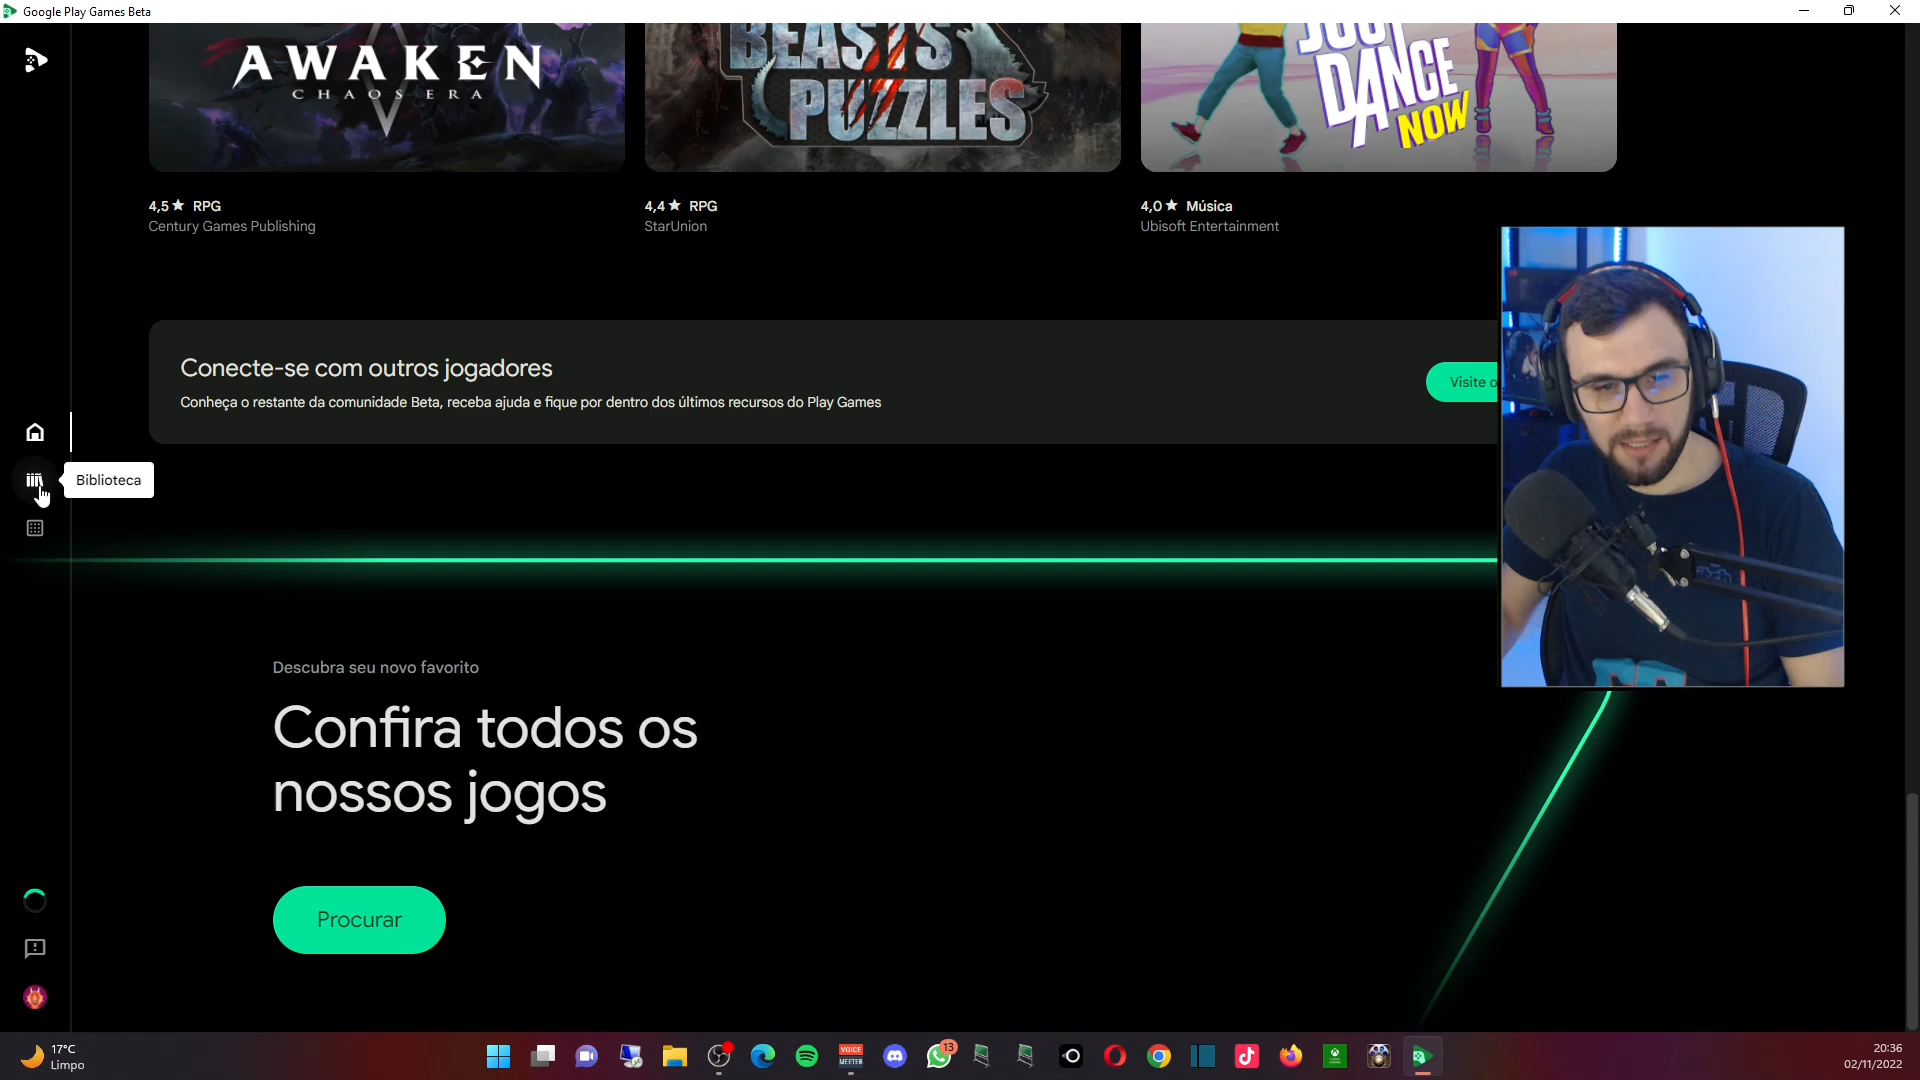 Google Play Games Beta
AWAKEN
CHAOS ERA
BEASTS
PUZZLES
JUST
DANCE
NOW
4,5★ RPG
Century Games Publishing
4,4★ RPG
StarUnion
4,0★ Música
Ubisoft Entertainment
Conecte-se com outros jogadores
Conheça o restante da comunidade Beta, receba ajuda e fique por dentro dos últimos recursos do Play Games
Visite o
Biblioteca
Descubra seu novo favorito
Confira todos os
nossos jogos
Procurar
17°C
Limpo
VOICE
MEETER
13
20:36
02/11/2022